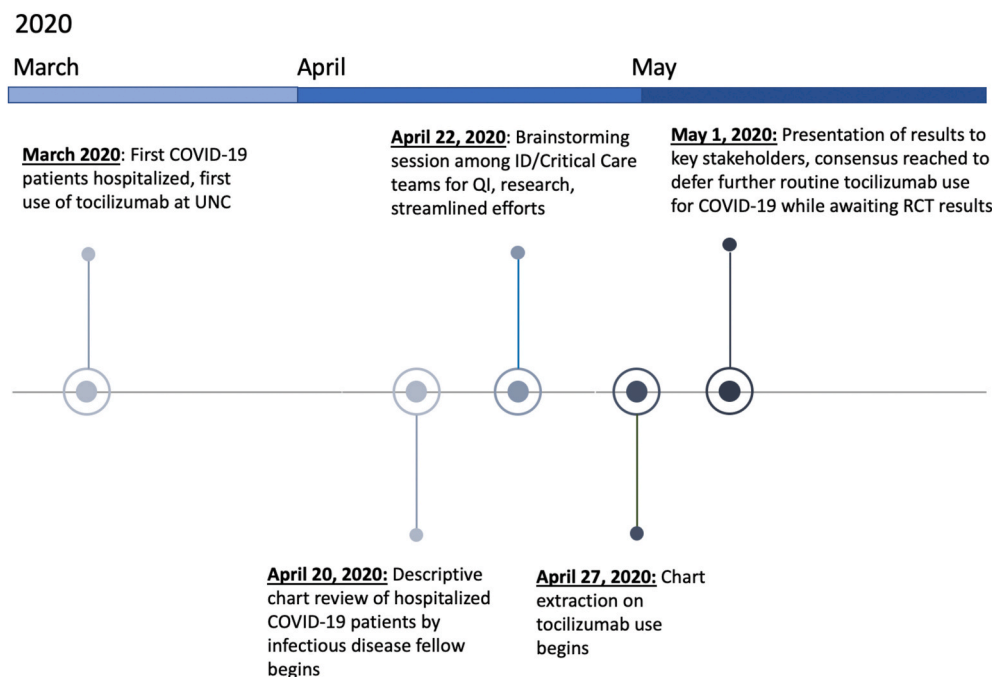 2020
March
April
May
March 2020: First COVID-19
patients hospitalized, first
use of tocilizumab at UNC
April 22, 2020: Brainstorming
session among ID/Critical Care
teams for QI, research,
streamlined efforts
May 1, 2020: Presentation of results to
key stakeholders, consensus reached to
defer further routine tocilizumab use
for COVID-19 while awaiting RCT results
April 20, 2020: Descriptive
chart review of hospitalized
COVID-19 patients by
infectious disease fellow
begins
April 27, 2020: Chart
extraction on
tocilizumab use
begins